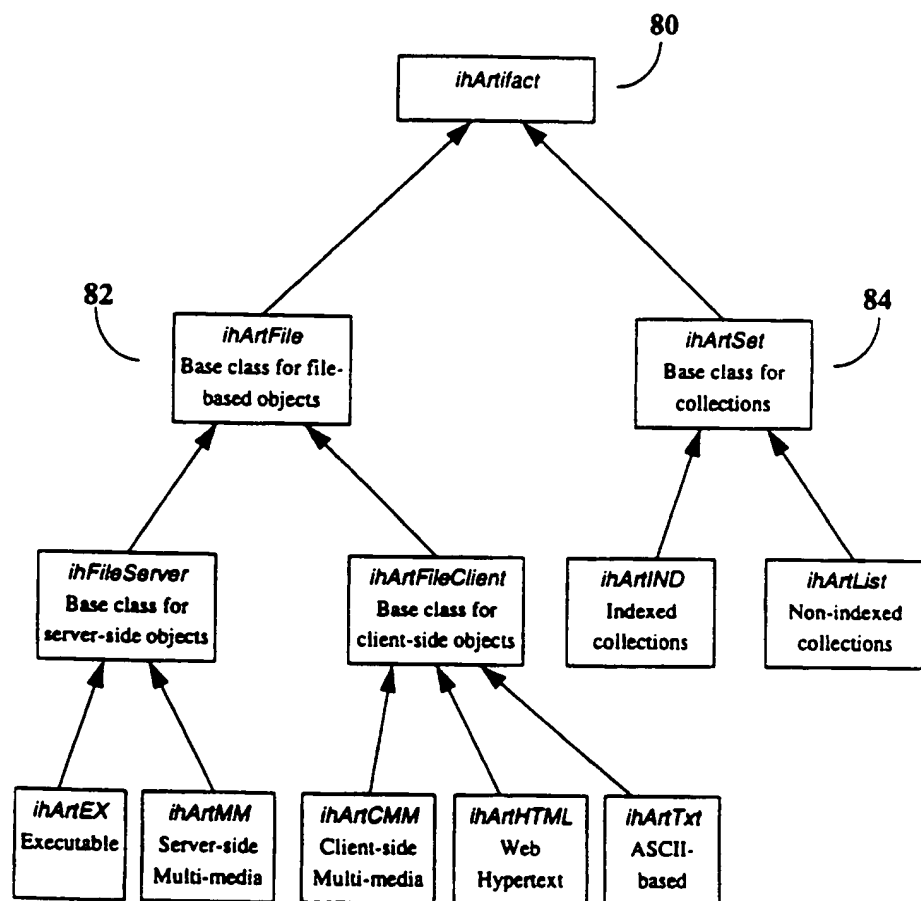 80
ihArtifact
82
84
ihArtFile
Base class for file-
based objects
ihArtSet
Base class for
collections
ihFileServer
Base class for
server-side objects
ihArtFileClient
Base class for
client-side objects
ihArtIND
Indexed
collections
ihArtList
Non-indexed
collections
ihArtEX
Executable
ihArtMM
Server-side
Multi-media
ihArtCMM
Client-side
Multi-media
ihArtHTML
Web
Hypertext
ihArtTxt
ASCII-
based